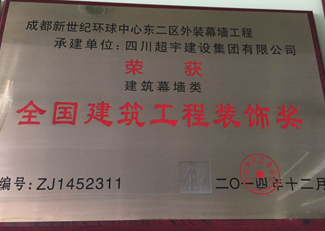 成都新世纪环球中心东二区外装幕墙工程
承建单位:四川超宇建设集团有限公司
荣获
建筑幕墙类
全国建筑工程装饰奖
编号:ZJ1452311
二〇一四年十二月